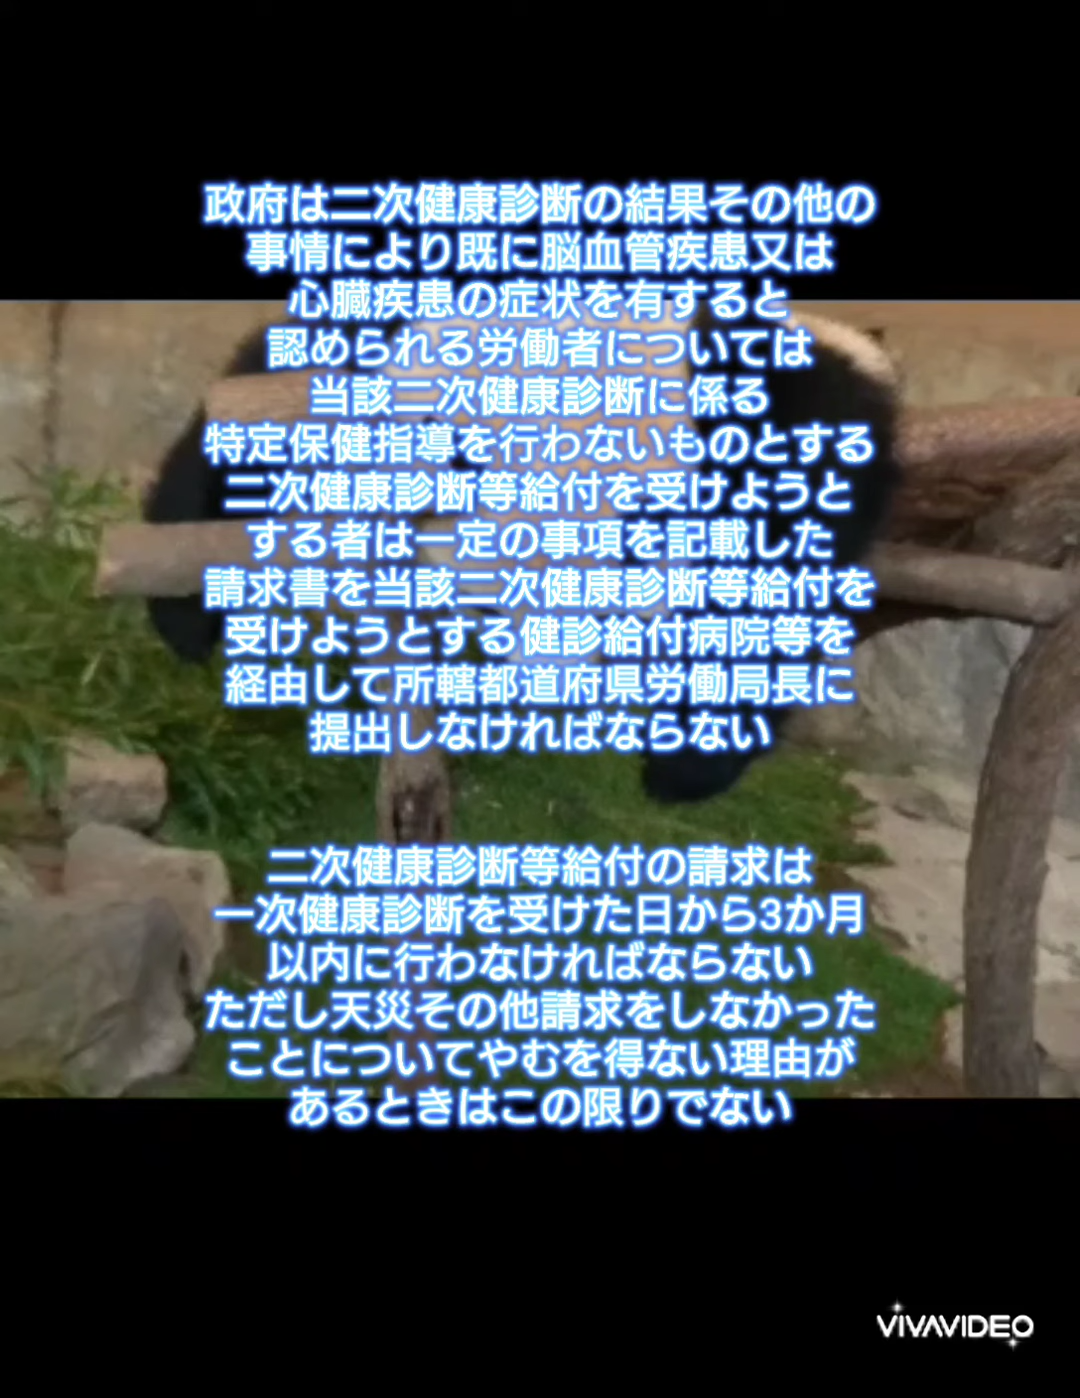 政府は二次健康診断の結果その他の
事情により既に脳血管疾患又は
心臓疾患の症状を有すると
認められる労働者については
当該二次健康診断に係る
特定保健指導を行わないものとする
二次健康診断等給付を受けようと
する者は一定の事項を記載した
請求書を当該二次健康診断等給付を
受けようとする健診給付病院等を
経由して所轄都道府県労働局長に
提出しなければならない
二次健康診断等給付の請求は
一次健康診断を受けた日から3か月
以内に行わなければならない
ただし天災その他請求をしなかった
ことについてやむを得ない理由が
あるときはこの限りでない
VIVAVIDEO